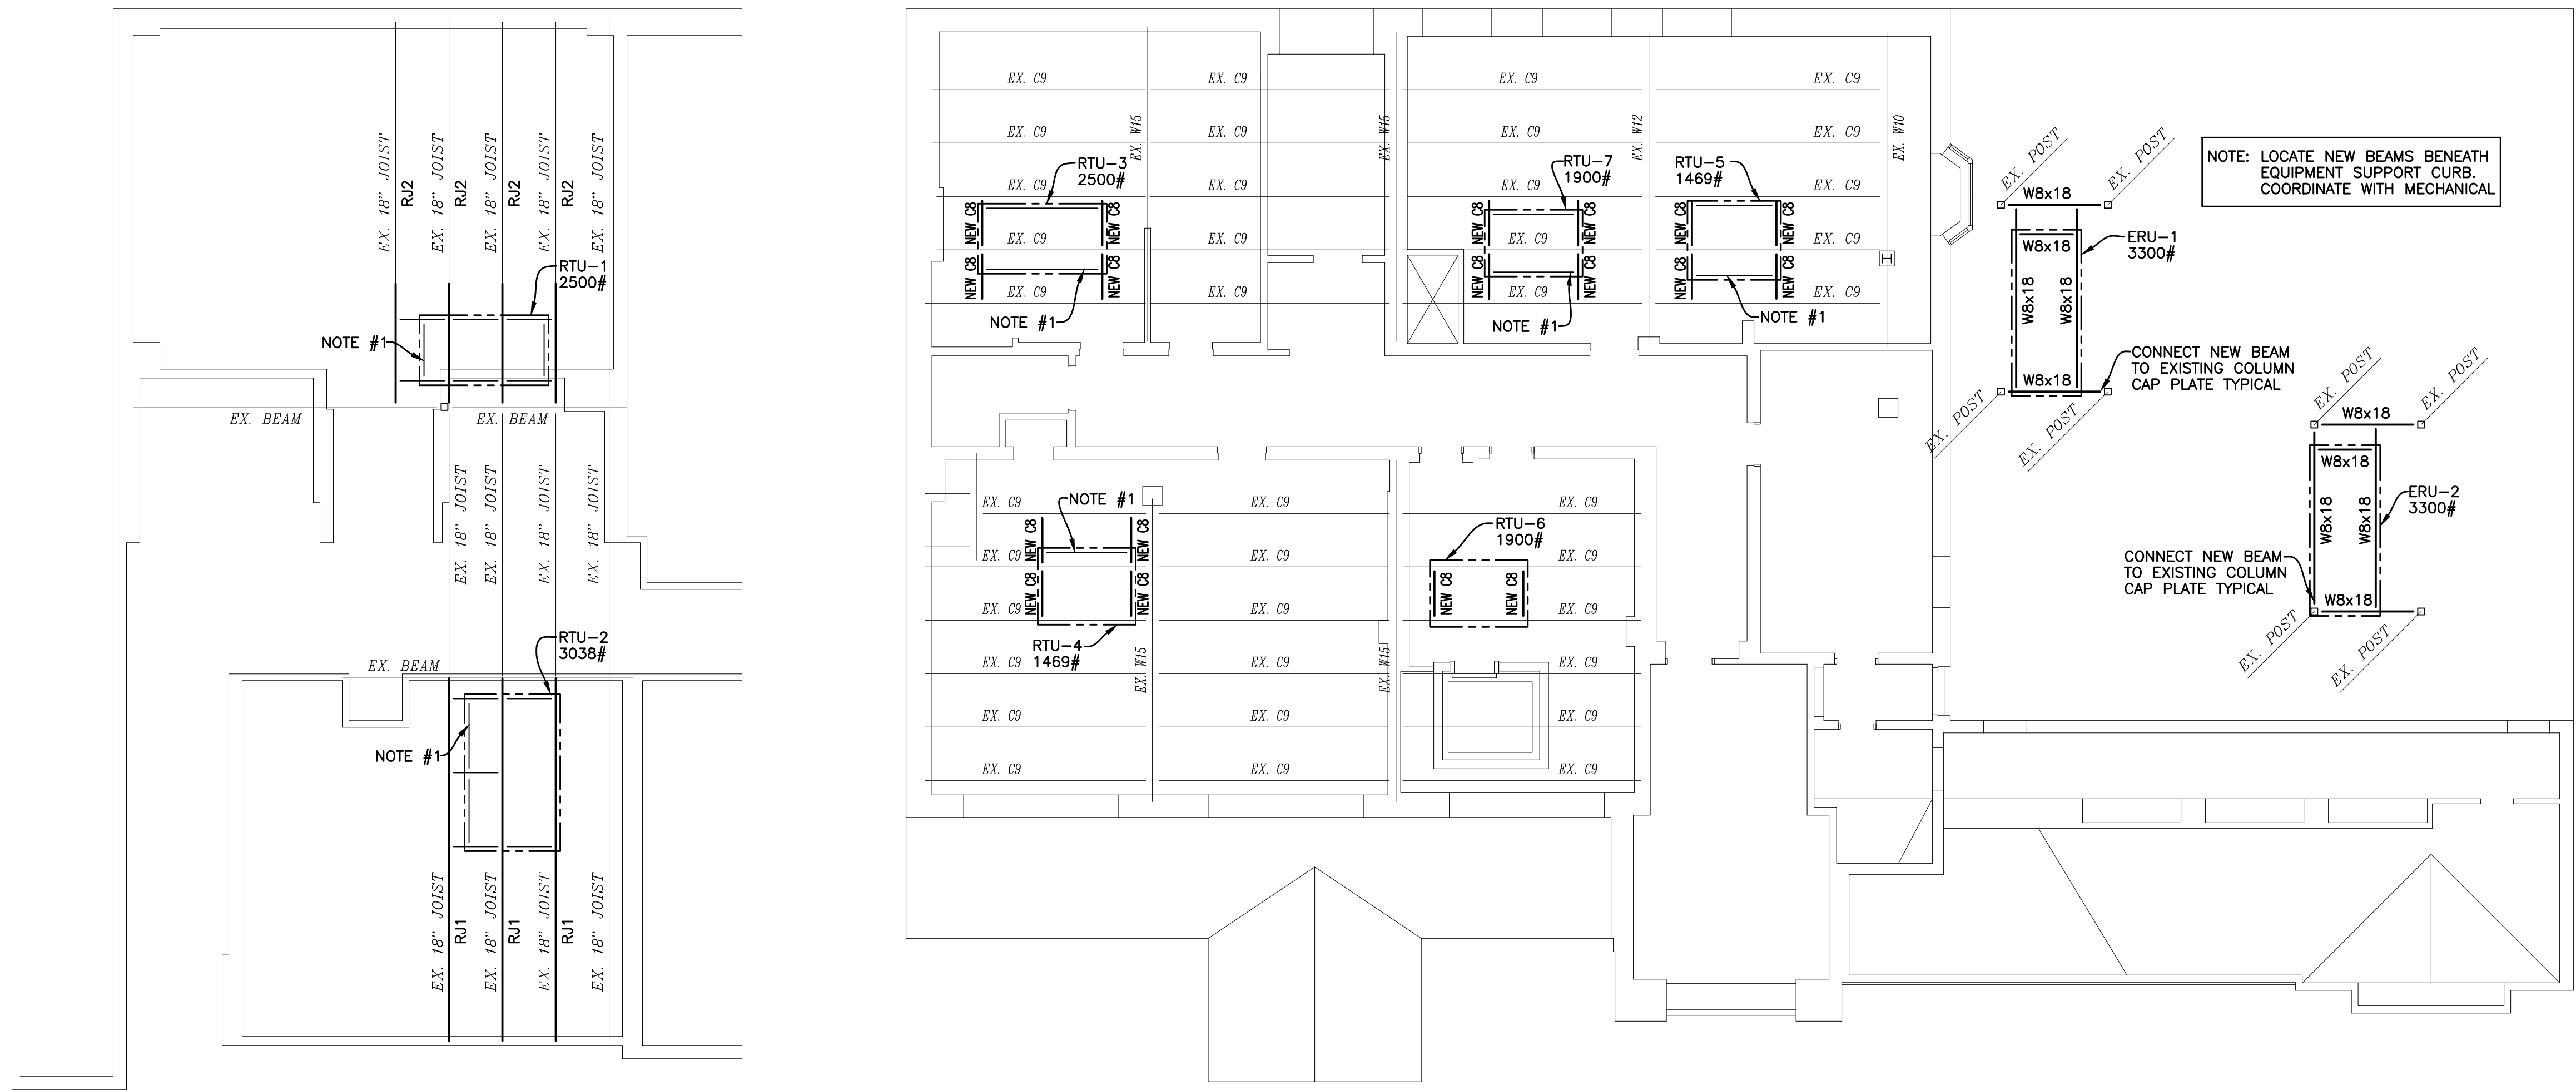 EX. 18" JOIST
RJ2
EX. 18" JOIST
RJ2
EX. 18" JOIST
RJ2
EX. 18" JOIST
RJ2
EX. 18" JOIST
RTU-1
2500#
NOTE #1
EX. BEAM
EX. BEAM
EX. 18" JOIST
EX. 18" JOIST
EX. 18" JOIST
EX. 18" JOIST
RTU-2
3038#
EX. BEAM
NOTE #1
EX. 18" JOIST
RJ1
EX. 18" JOIST
RJ1
EX. 18" JOIST
RJ1
EX. 18" JOIST
EX. C9
EX. C9
EX. C9
EX. C9
EX. W15
EX. W15
EX. W12
EX. W10
EX. C9
EX. C9
EX. C9
EX. C9
RTU-3
2500#
RTU-7
1900#
RTU-5
1469#
EX. C9
EX. C9
EX. C9
EX. C9
NEW C8
NEW C8
NEW C8
NEW C8
NEW C8
NEW C8
EX. C9
EX. C9
EX. C9
EX. C9
NEW C8
NEW C8
NEW C8
NEW C8
NEW C8
NEW C8
EX. C9
EX. C9
EX. C9
EX. C9
NOTE #1
NOTE #1
NOTE #1
EX. C9
EX. C9
EX. C9
NOTE #1
RTU-6
1900#
NEW C8
NEW C8
EX. C9
EX. C9
EX. C9
NEW C8
NEW C8
NEW C8
NEW C8
EX. C9
EX. C9
EX. C9
RTU-4
1469#
EX. W15
EX. W15
EX. C9
EX. C9
EX. C9
EX. C9
EX. C9
EX. C9
EX. C9
EX. C9
EX. C9
NOTE: LOCATE NEW BEAMS BENEATH
EQUIPMENT SUPPORT CURB.
COORDINATE WITH MECHANICAL
EX. POST
EX. POST
W8x18
W8x18
ERU-1
3300#
W8x18
W8x18
W8x18
CONNECT NEW BEAM
TO EXISTING COLUMN
CAP PLATE TYPICAL
EX. POST
EX. POST
EX. POST
EX. POST
W8x18
W8x18
ERU-2
3300#
W8x18
W8x18
CONNECT NEW BEAM
TO EXISTING COLUMN
CAP PLATE TYPICAL
W8x18
EX. POST
EX. POST